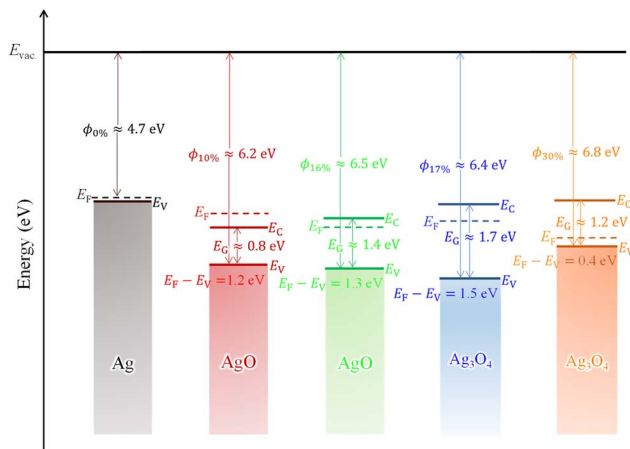 Energy (eV)
E_vac.
ϕ_0% ≈ 4.7 eV
E_F
E_V
Ag
ϕ_10% ≈ 6.2 eV
E_F
E_C
E_G ≈ 0.8 eV
E_V
E_F − E_V = 1.2 eV
AgO
ϕ_16% ≈ 6.5 eV
E_C
E_F
E_G ≈ 1.4 eV
E_V
E_F − E_V = 1.3 eV
AgO
ϕ_17% ≈ 6.4 eV
E_C
E_F
E_G ≈ 1.7 eV
E_V
E_F − E_V = 1.5 eV
Ag₃O₄
ϕ_30% ≈ 6.8 eV
E_C
E_G ≈ 1.2 eV
E_F
E_V
E_F − E_V = 0.4 eV
Ag₃O₄